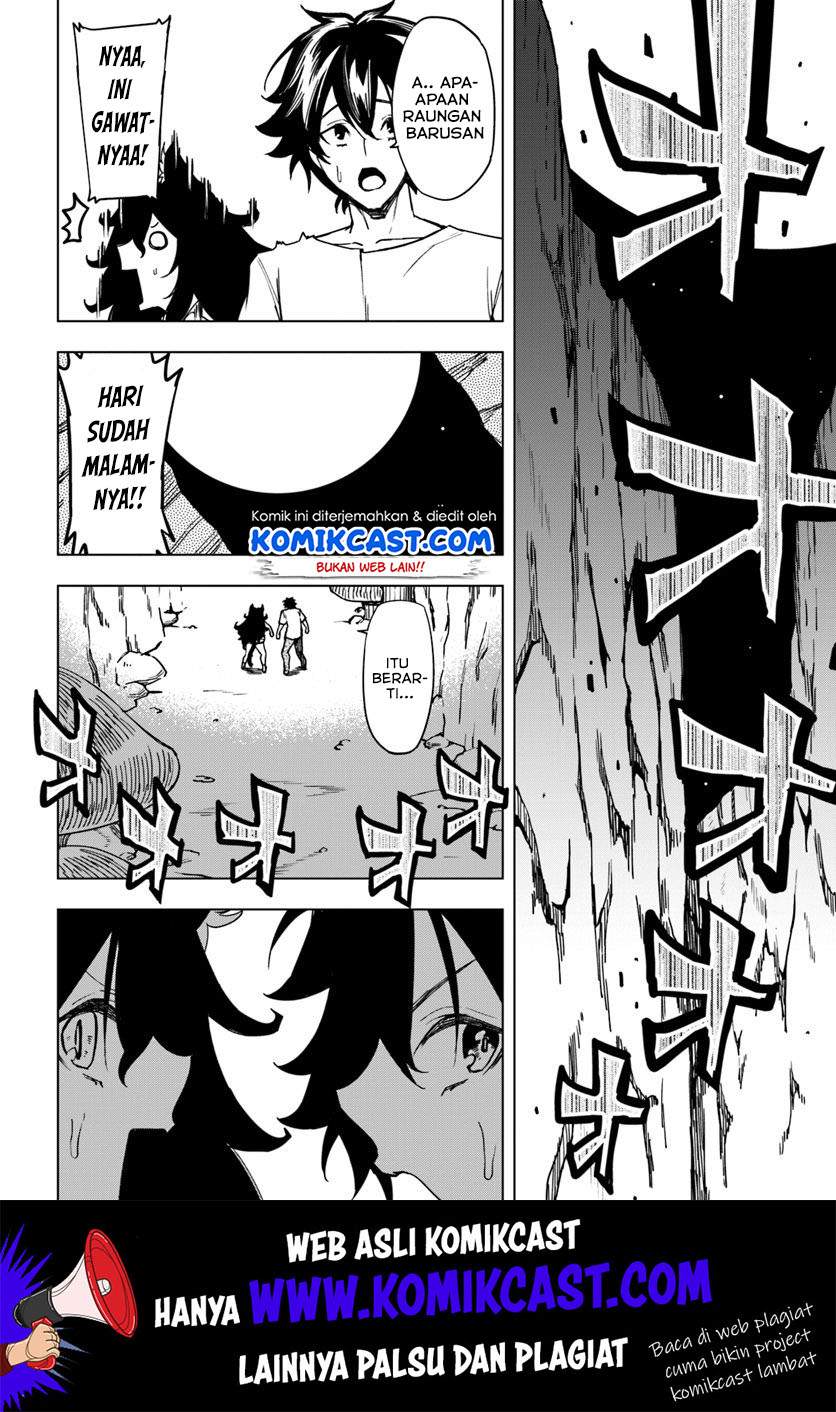 オ
オ
オ
オ
オ
A.. APA-
APAAN
RAUNGAN
BARUSAN
NYAA,
INI
GAWAT-
NYAA!
HARI
SUDAH
MALAM-
NYA!!
Komik ini diterjemahkan & diedit oleh
KOMIKCAST.COM
BUKAN WEB LAIN!!
ITU
BERAR-
TI...
オ
オ
オ
オ
オ
WEB ASLI KOMIKCAST
HANYA WWW.KOMIKCAST.COM
LAINNYA PALSU DAN PLAGIAT
Baca di web plagiat
cuma bikin project
komikcast lambat